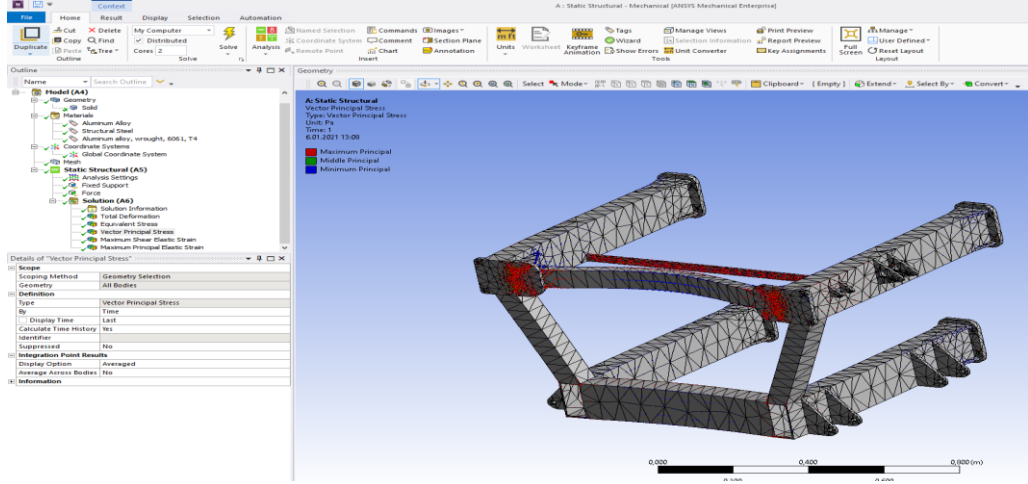 Context
A : Static Structural - Mechanical [ANSYS Mechanical Enterprise]
File Home Result Display Selection Automation
Duplicate
Cut
Delete
Copy
Find
Paste
Tree
Outline
My Computer
Distributed
Cores 2
Solve
Solve
Analysis
Named Selection
Coordinate System
Remote Point
Commands
Comment
Chart
Images
Section Plane
Annotation
Insert
Units
Worksheet
Keyframe
Animation
Tags
Wizard
Show Errors
Manage Views
Selection Information
Unit Converter
Print Preview
Report Preview
Key Assignments
Tools
Full
Screen
Manage
User Defined
Reset Layout
Layout
Outline
Name
Search Outline
Model (A4)
Geometry
Solid
Materials
Aluminum Alloy
Structural Steel
Aluminum alloy, wrought, 6061, T4
Coordinate Systems
Global Coordinate System
Mesh
Static Structural (A5)
Analysis Settings
Fixed Support
Force
Solution (A6)
Solution Information
Total Deformation
Equivalent Stress
Vector Principal Stress
Maximum Shear Elastic Strain
Maximum Principal Elastic Strain
Details of "Vector Principal Stress"
Scope
Scoping Method Geometry Selection
Geometry All Bodies
Definition
Type Vector Principal Stress
By Time
Display Time Last
Calculate Time History Yes
Identifier
Suppressed No
Integration Point Results
Display Option Averaged
Average Across Bodies No
Information
Geometry
Select Mode Clipboard [ Empty ] Extend Select By Convert
A: Static Structural
Vector Principal Stress
Type: Vector Principal Stress
Unit: Pa
Time: 1
6.01.2021 13:09
Maximum Principal
Middle Principal
Minimum Principal
0,000 0,400 0,800 (m)